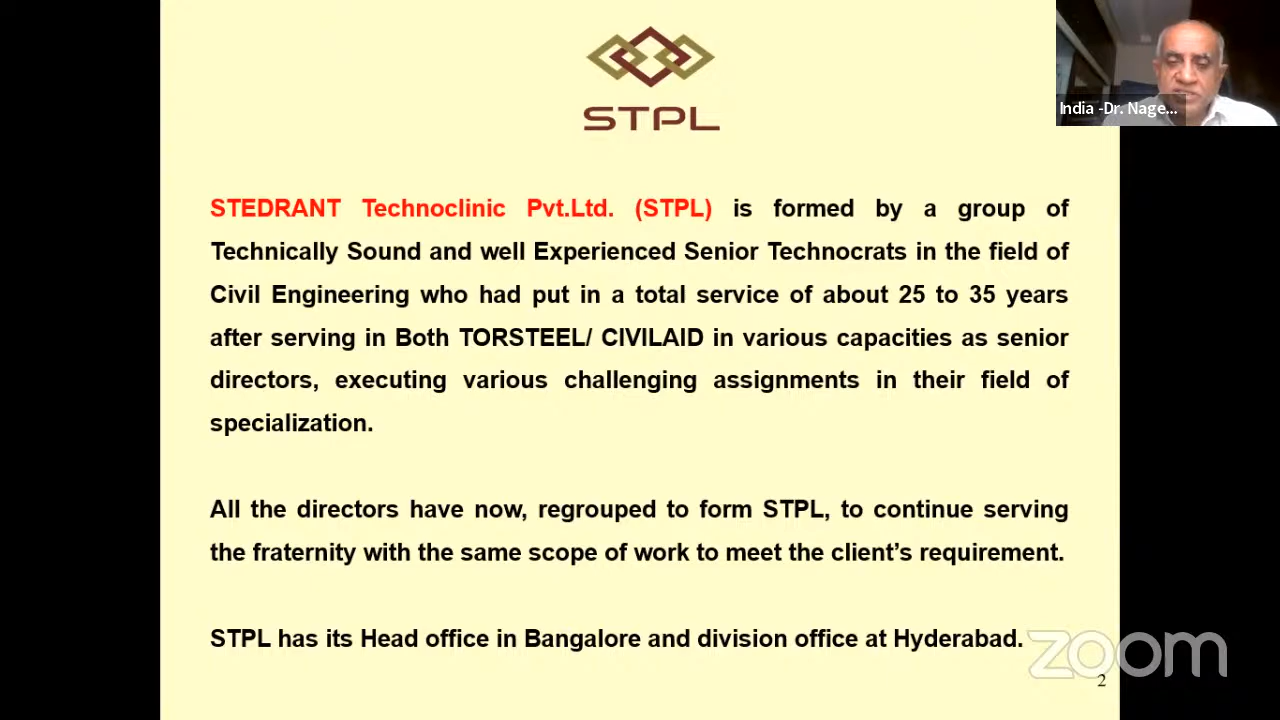 STPL
India -Dr. Nage...
STEDRANT Technoclinic Pvt.Ltd. (STPL) is formed by a group of
Technically Sound and well Experienced Senior Technocrats in the field of
Civil Engineering who had put in a total service of about 25 to 35 years
after serving in Both TORSTEEL/ CIVILAID in various capacities as senior
directors, executing various challenging assignments in their field of
specialization.
All the directors have now, regrouped to form STPL, to continue serving
the fraternity with the same scope of work to meet the client’s requirement.
STPL has its Head office in Bangalore and division office at Hyderabad.
zoom
2